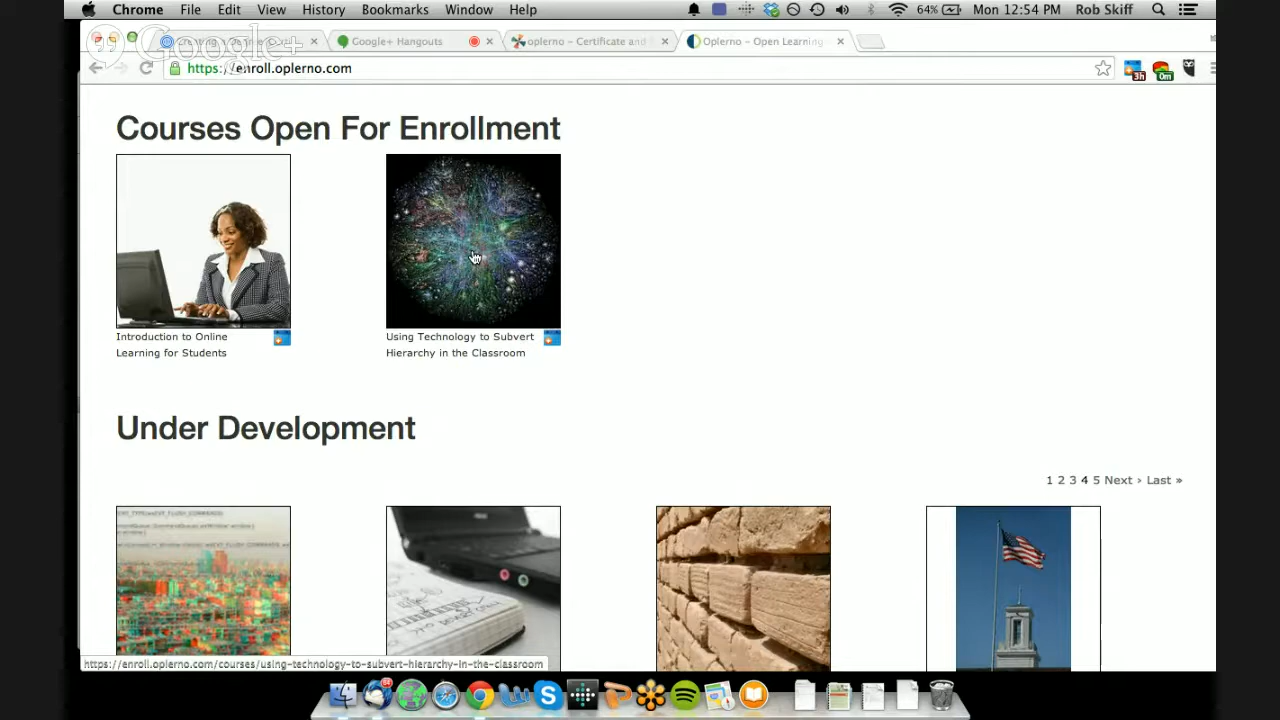 Chrome File Edit View History Bookmarks Window Help 64% Mon 12:54 PM Rob Skiff
Google+
Google+ Hangouts
oplerno – Certificate and
Oplerno – Open Learning
https://enroll.oplerno.com
3h
0m
Courses Open For Enrollment
Introduction to Online
Learning for Students
Using Technology to Subvert
Hierarchy in the Classroom
Under Development
1 2 3 4 5 Next › Last »
https://enroll.oplerno.com/courses/using-technology-to-subvert-hierarchy-in-the-classroom